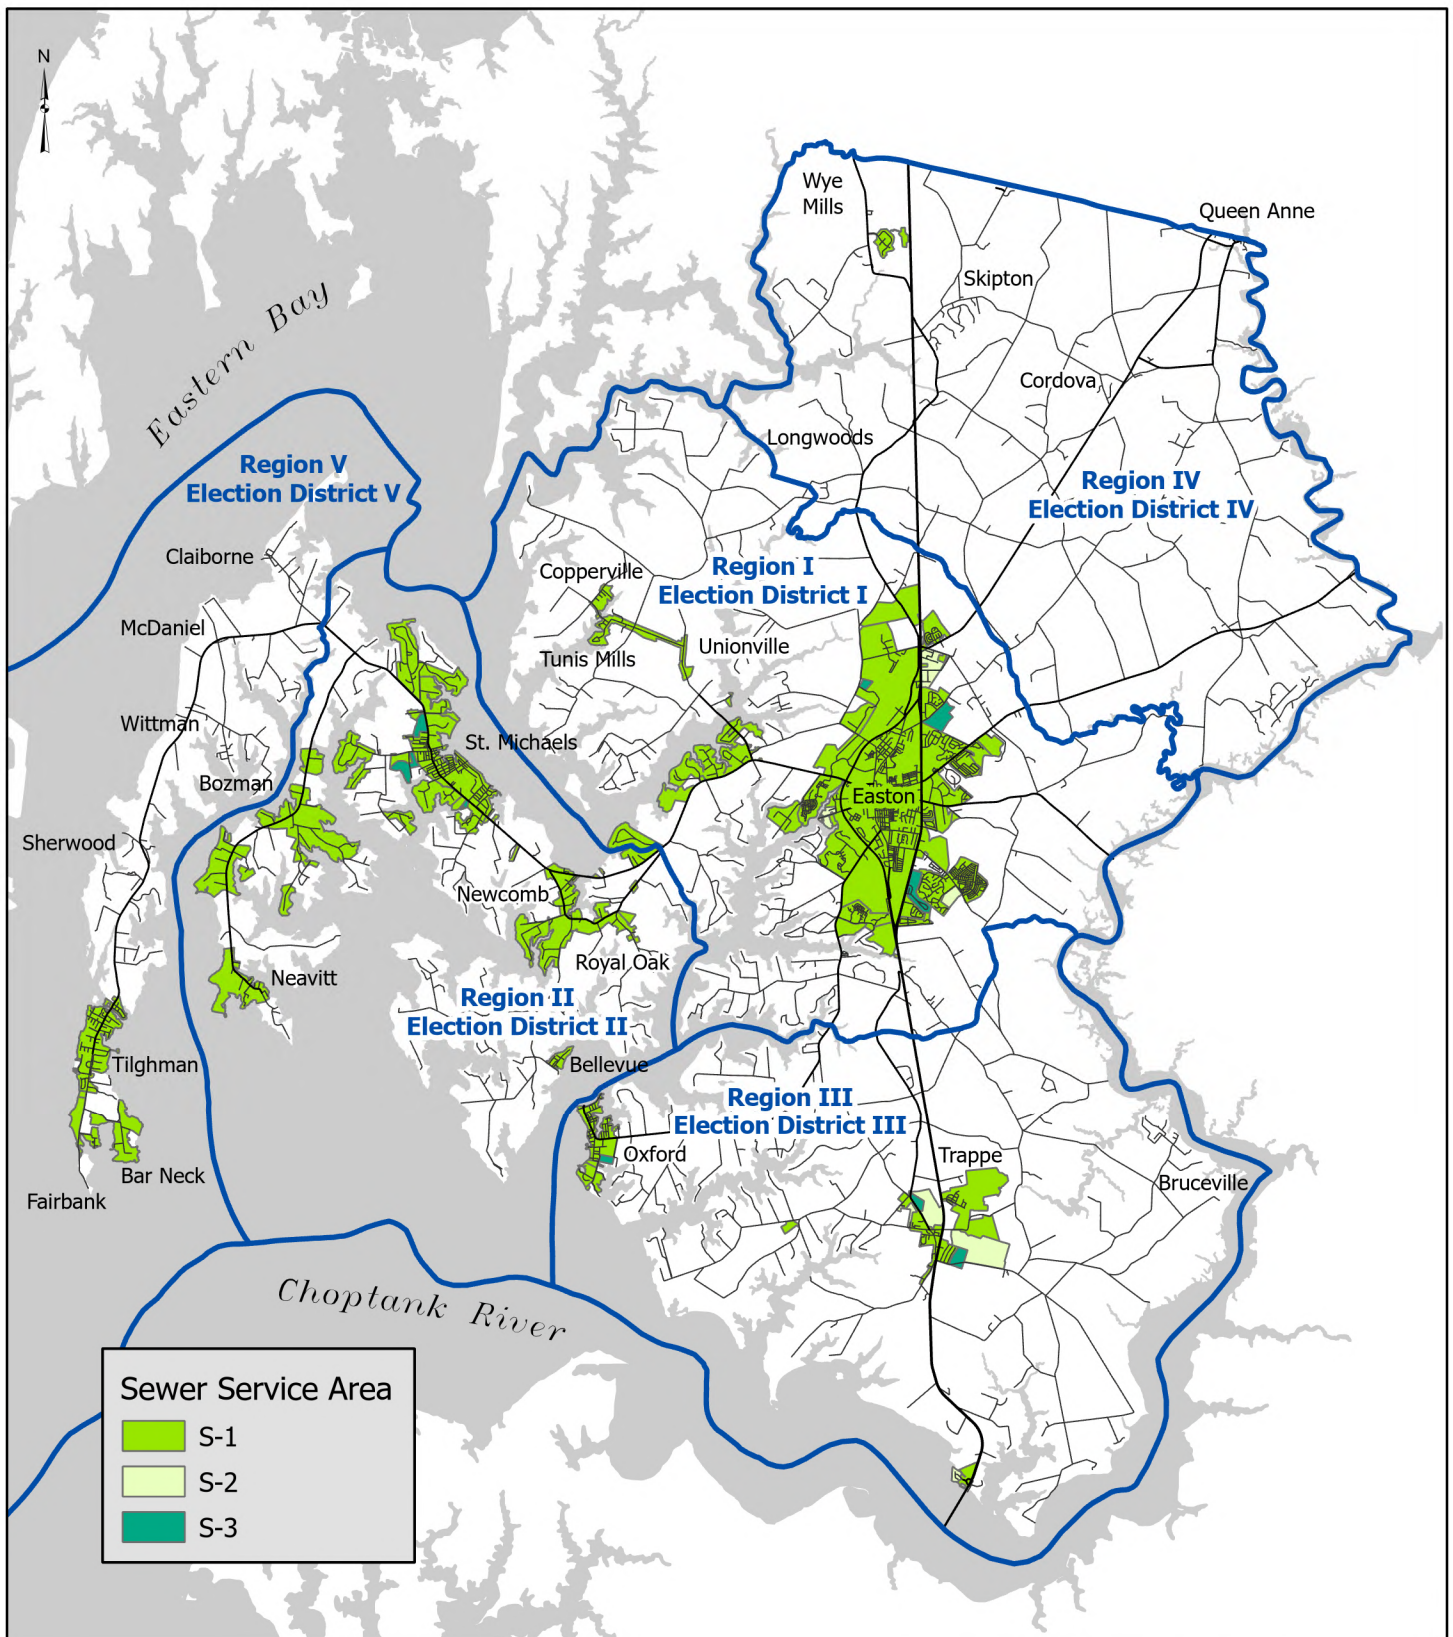 N
Wye
Mills
Queen Anne
Skipton
Eastern Bay
Cordova
Longwoods
Region V
Election District V
Region IV
Election District IV
Claiborne
Copperville
Region I
Election District I
McDaniel
Unionville
Tunis Mills
Wittman
St. Michaels
Bozman
Easton
Sherwood
Newcomb
Royal Oak
Neavitt
Region II
Election District II
Tilghman
Bellevue
Region III
Election District III
Oxford
Trappe
Bar Neck
Bruceville
Fairbank
Choptank River
Sewer Service Area
S-1
S-2
S-3